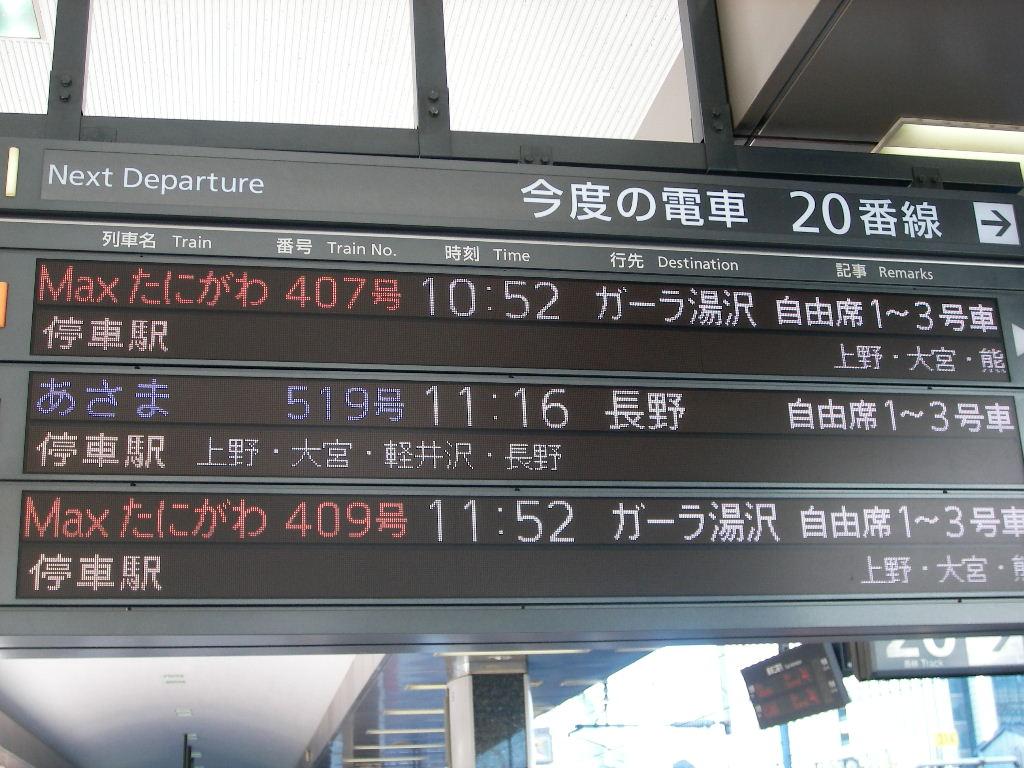 Next Departure 今度の電車 20番線
列車名 Train 番号 Train No. 時刻 Time 行先 Destination 記事 Remarks
Max たにがわ 407号 10:52 ガーラ湯沢 自由席1～3号車
停車駅 上野・大宮・熊
あさま 519号 11:16 長野 自由席1～3号車
停車駅 上野・大宮・軽井沢・長野
Max たにがわ 409号 11:52 ガーラ湯沢 自由席1～3号車
停車駅 上野・大宮・熊
20
Track